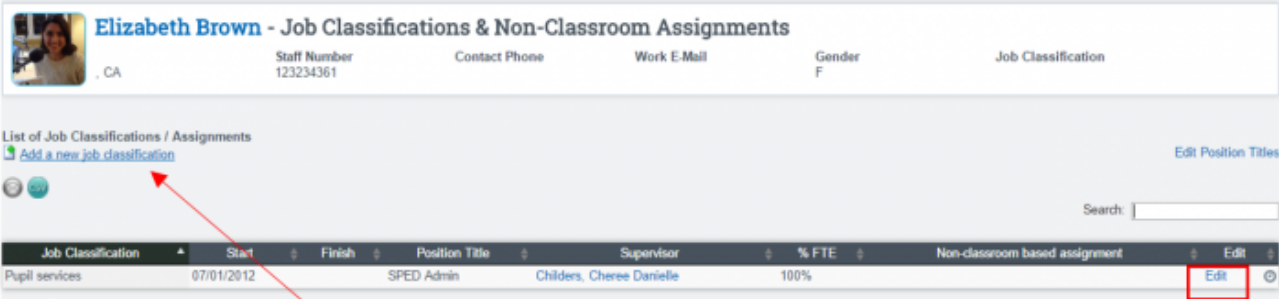 Elizabeth Brown - Job Classifications & Non-Classroom Assignments
Staff Number Contact Phone Work E-Mail Gender Job Classification
, CA 123234361 F
List of Job Classifications / Assignments
Add a new job classification
Edit Position Titles
CSV
Search:
Job Classification Start Finish Position Title Supervisor % FTE Non-classroom based assignment Edit
Pupil services 07/01/2012 SPED Admin Childers, Cheree Danielle 100% Edit